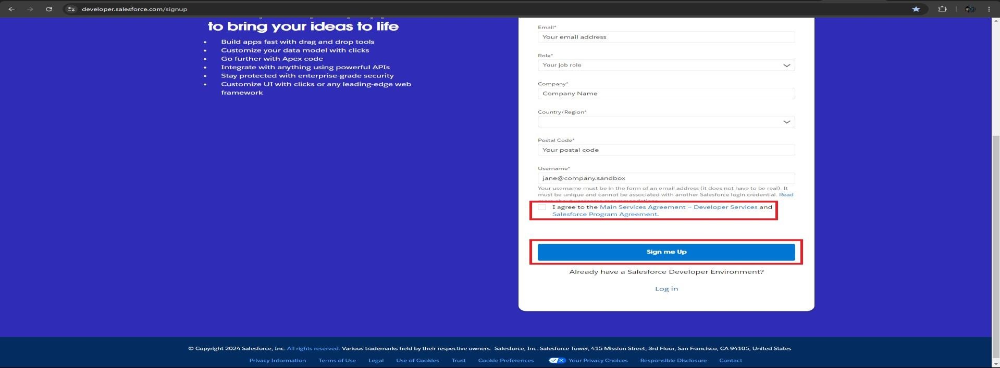 developer.salesforce.com/signup
to bring your ideas to life
• Build apps fast with drag and drop tools
• Customize your data model with clicks
• Go further with Apex code
• Integrate with anything using powerful APIs
• Stay protected with enterprise-grade security
• Customize UI with clicks or any leading-edge web
framework
Email*
Your email address
Role*
Your job role
Company*
Company Name
Country/Region*
Postal Code*
Your postal code
Username*
jane@company.sandbox
Your username must be in the form of an email address (it does not have to be real). It
must be unique and cannot be associated with another Salesforce login credential. Read
I agree to the Main Services Agreement – Developer Services and
Salesforce Program Agreement.
Sign me Up
Already have a Salesforce Developer Environment?
Log in
© Copyright 2024 Salesforce, Inc. All rights reserved. Various trademarks held by their respective owners. Salesforce, Inc. Salesforce Tower, 415 Mission Street, 3rd Floor, San Francisco, CA 94105, United States
Privacy Information Terms of Use Legal Use of Cookies Trust Cookie Preferences Your Privacy Choices Responsible Disclosure Contact